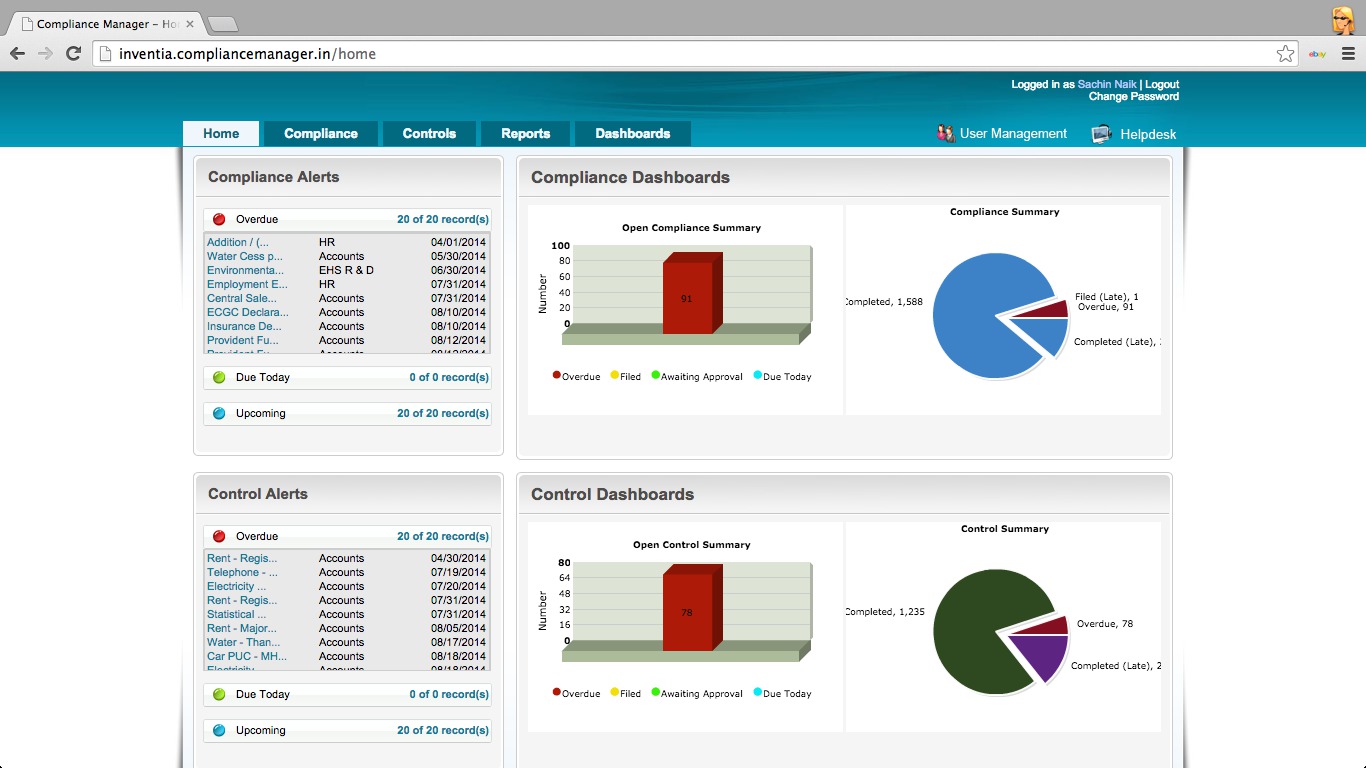 Compliance Manager – Ho
inventia.compliancemanager.in/home
ebay
Logged in as Sachin Naik | Logout
Change Password
Home Compliance Controls Reports Dashboards User Management Helpdesk
Compliance Alerts
Overdue 20 of 20 record(s)
Addition / (... HR 04/01/2014
Water Cess p... Accounts 05/30/2014
Environmenta... EHS R & D 06/30/2014
Employment E... HR 07/31/2014
Central Sale... Accounts 07/31/2014
ECGC Declara... Accounts 08/10/2014
Insurance De... Accounts 08/10/2014
Provident Fu... Accounts 08/12/2014
Due Today 0 of 0 record(s)
Upcoming 20 of 20 record(s)
Compliance Dashboards
Open Compliance Summary
Number
100
80
60
40
20
0
91
Overdue Filed Awaiting Approval Due Today
Compliance Summary
Completed, 1,588
Filed (Late), 1
Overdue, 91
Completed (Late),
Control Alerts
Overdue 20 of 20 record(s)
Rent - Regis... Accounts 04/30/2014
Telephone - ... Accounts 07/19/2014
Electricity ... Accounts 07/20/2014
Rent - Regis... Accounts 07/31/2014
Statistical ... Accounts 07/31/2014
Rent - Major... Accounts 08/05/2014
Water - Than... Accounts 08/17/2014
Car PUC - MH... Accounts 08/18/2014
Due Today 0 of 0 record(s)
Upcoming 20 of 20 record(s)
Control Dashboards
Open Control Summary
Number
80
64
48
32
16
0
78
Overdue Filed Awaiting Approval Due Today
Control Summary
Completed, 1,235
Overdue, 78
Completed (Late), 2